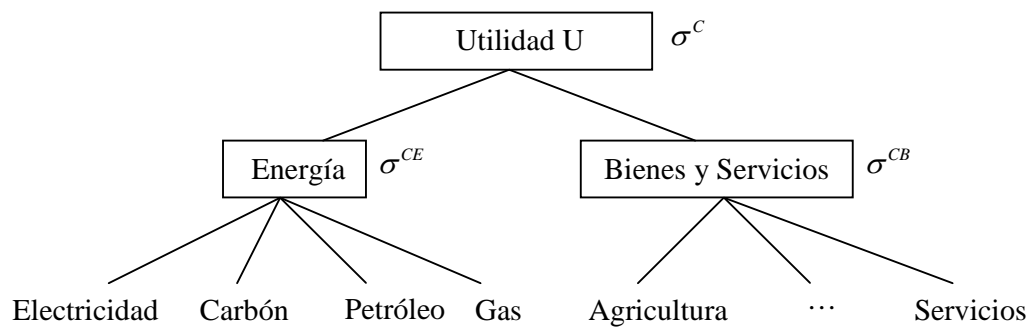 Utilidad U σ^C
Energía σ^CE Bienes y Servicios σ^CB
Electricidad Carbón Petróleo Gas Agricultura ⋯ Servicios